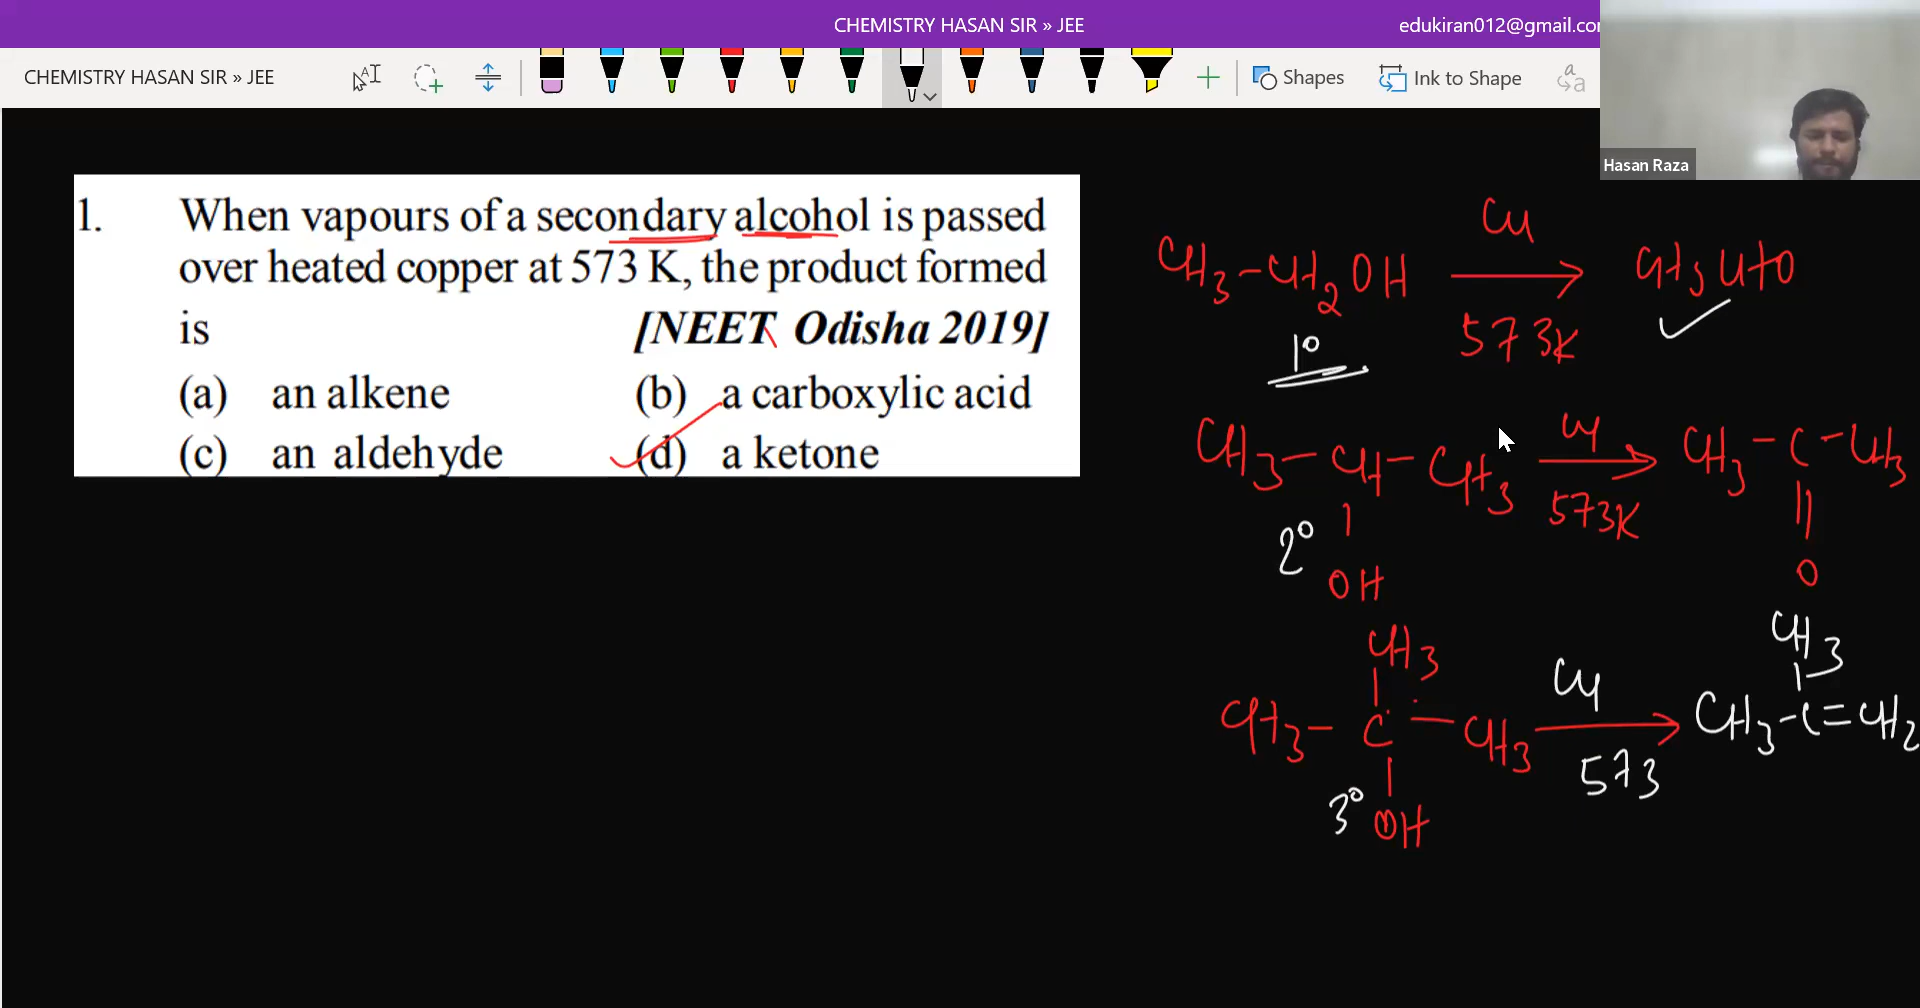 CHEMISTRY HASAN SIR » JEE
edukiran012@gmail.co
CHEMISTRY HASAN SIR » JEE
Shapes
Ink to Shape
Hasan Raza
1. When vapours of a secondary alcohol is passed
over heated copper at 573 K, the product formed
is [NEET Odisha 2019]
(a) an alkene (b) a carboxylic acid
(c) an aldehyde (d) a ketone
Cu
CH3-CH2OH CH3CHO
573K
1°
Cu
CH3-CH-CH3 CH3-C-CH3
573K
2° OH O
CH3 Cu CH3
CH3-C-CH3 CH3-C=CH2
573
3° OH